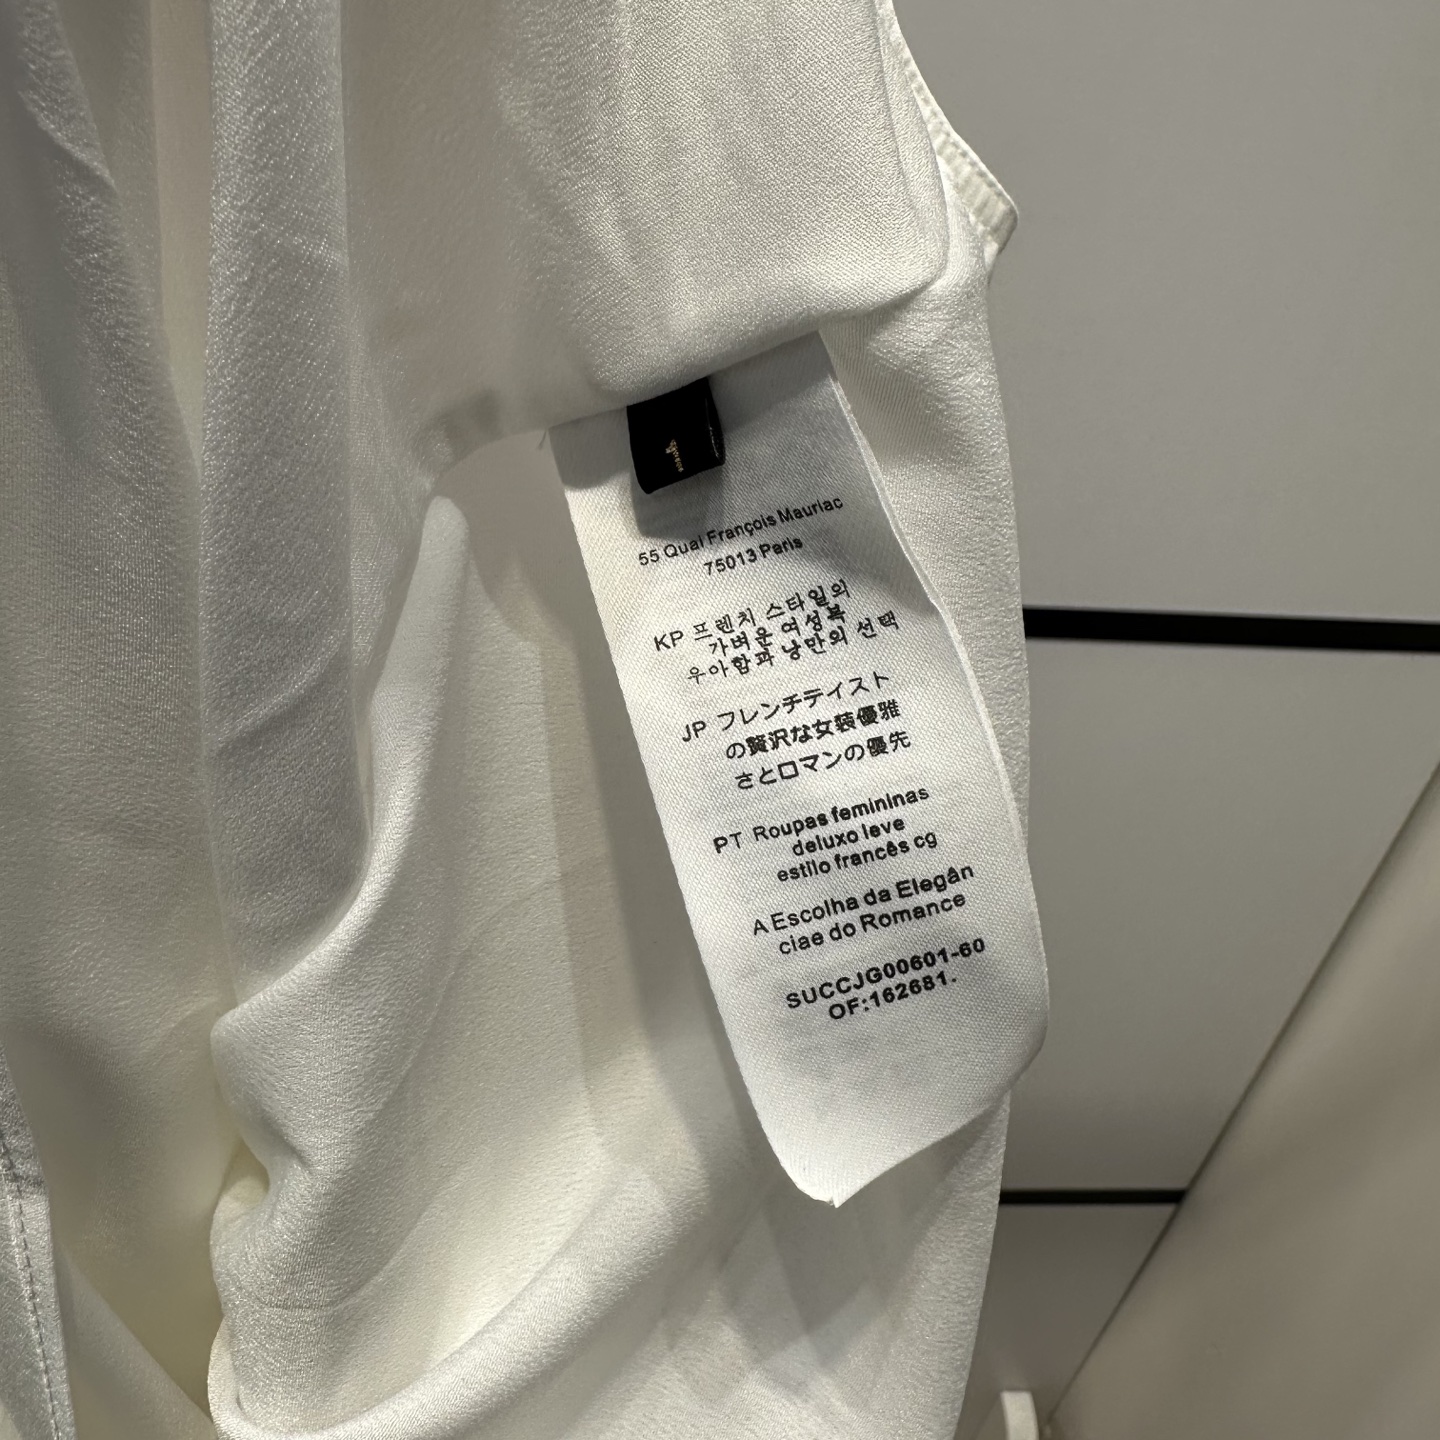 1
55 Quai François Mauriac
75013 Paris
KP 프렌치 스타일의
가벼운 여성복
우아함과 낭만의 선택
JP フレンチテイスト
の贅沢な女装優雅
さとロマンの優先
PT Roupas femininas
deluxo leve
estilo francês cg
A Escolha da Elegân
ciae do Romance
SUCCJG00601-60
OF:162681.